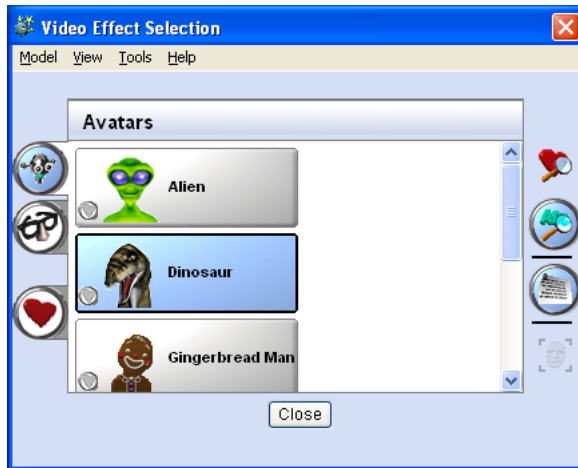 Video Effect Selection
Model View Tools Help
Avatars
Alien
Dinosaur
Gingerbread Man
Close